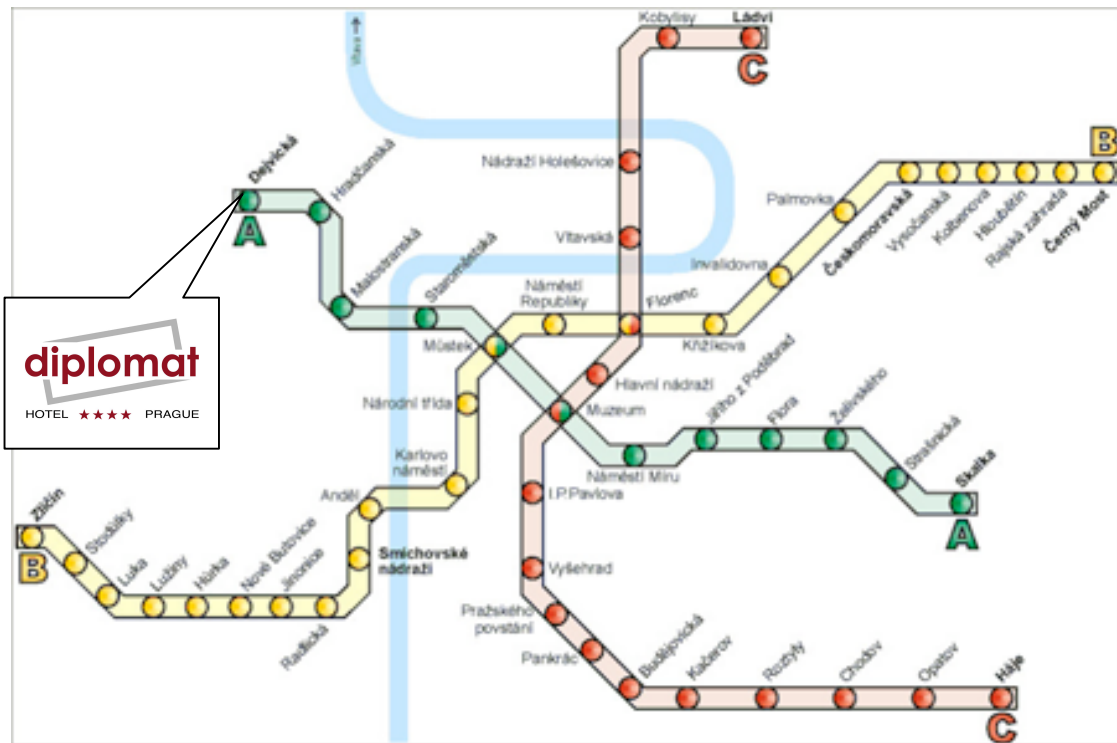 Vltava
Kobylisy
Ládví
C
Nádraží Holešovice
Vltavská
Dejvická
A
Hradčanská
Malostranská
Staroměstská
Můstek
Náměstí
Republiky
Florenc
Křižíkova
Invalidovna
Palmovka
Českomoravská
Vysočanská
Kolbenova
Hloubětín
Rajská zahrada
Černý Most
B
diplomat
HOTEL ★★★★ PRAGUE
Hlavní nádraží
Muzeum
Národní třída
Karlovo
náměstí
Anděl
Náměstí Míru
Jiřího z Poděbrad
Flora
Želivského
Strašnická
Skalka
A
I.P.Pavlova
Vyšehrad
Pražského
povstání
Pankrác
Budějovická
Kačerov
Roztyly
Chodov
Opatov
Háje
C
Zličín
B
Stodůlky
Luka
Lužiny
Hůrka
Nové Butovice
Jinonice
Radlická
Smíchovské
nádraží